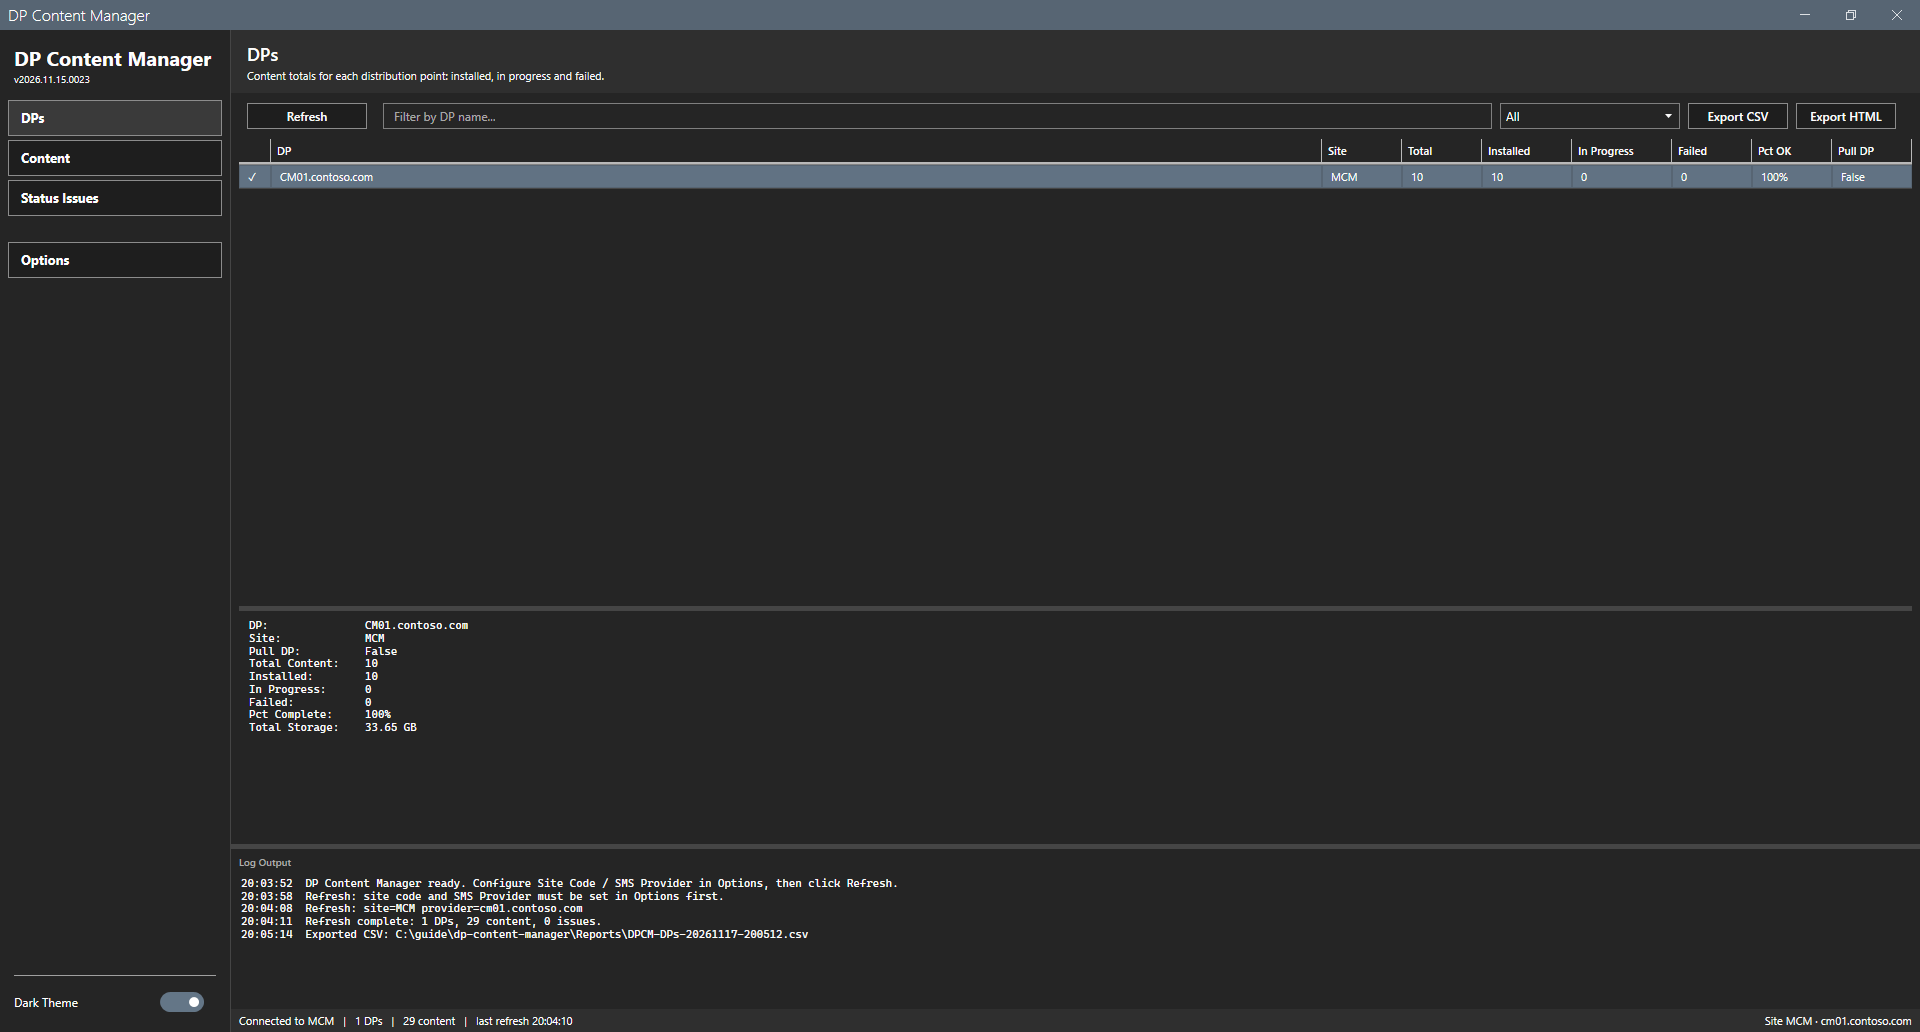 DP Content Manager
DP Content Manager
v2026.11.15.0023
DPs
Content
Status Issues
Options
Dark Theme
DPs
Content totals for each distribution point: installed, in progress and failed.
Refresh
Filter by DP name...
All
Export CSV
Export HTML
DP Site Total Installed In Progress Failed Pct OK Pull DP
✓ CM01.contoso.com MCM 10 10 0 0 100% False
DP: CM01.contoso.com
Site: MCM
Pull DP: False
Total Content: 10
Installed: 10
In Progress: 0
Failed: 0
Pct Complete: 100%
Total Storage: 33.65 GB
Log Output
20:03:52 DP Content Manager ready. Configure Site Code / SMS Provider in Options, then click Refresh.
20:03:58 Refresh: site code and SMS Provider must be set in Options first.
20:04:08 Refresh: site=MCM provider=cm01.contoso.com
20:04:11 Refresh complete: 1 DPs, 29 content, 0 issues.
20:05:14 Exported CSV: C:\guide\dp-content-manager\Reports\DPCM-DPs-20261117-200512.csv
Connected to MCM | 1 DPs | 29 content | last refresh 20:04:10
Site MCM · cm01.contoso.com